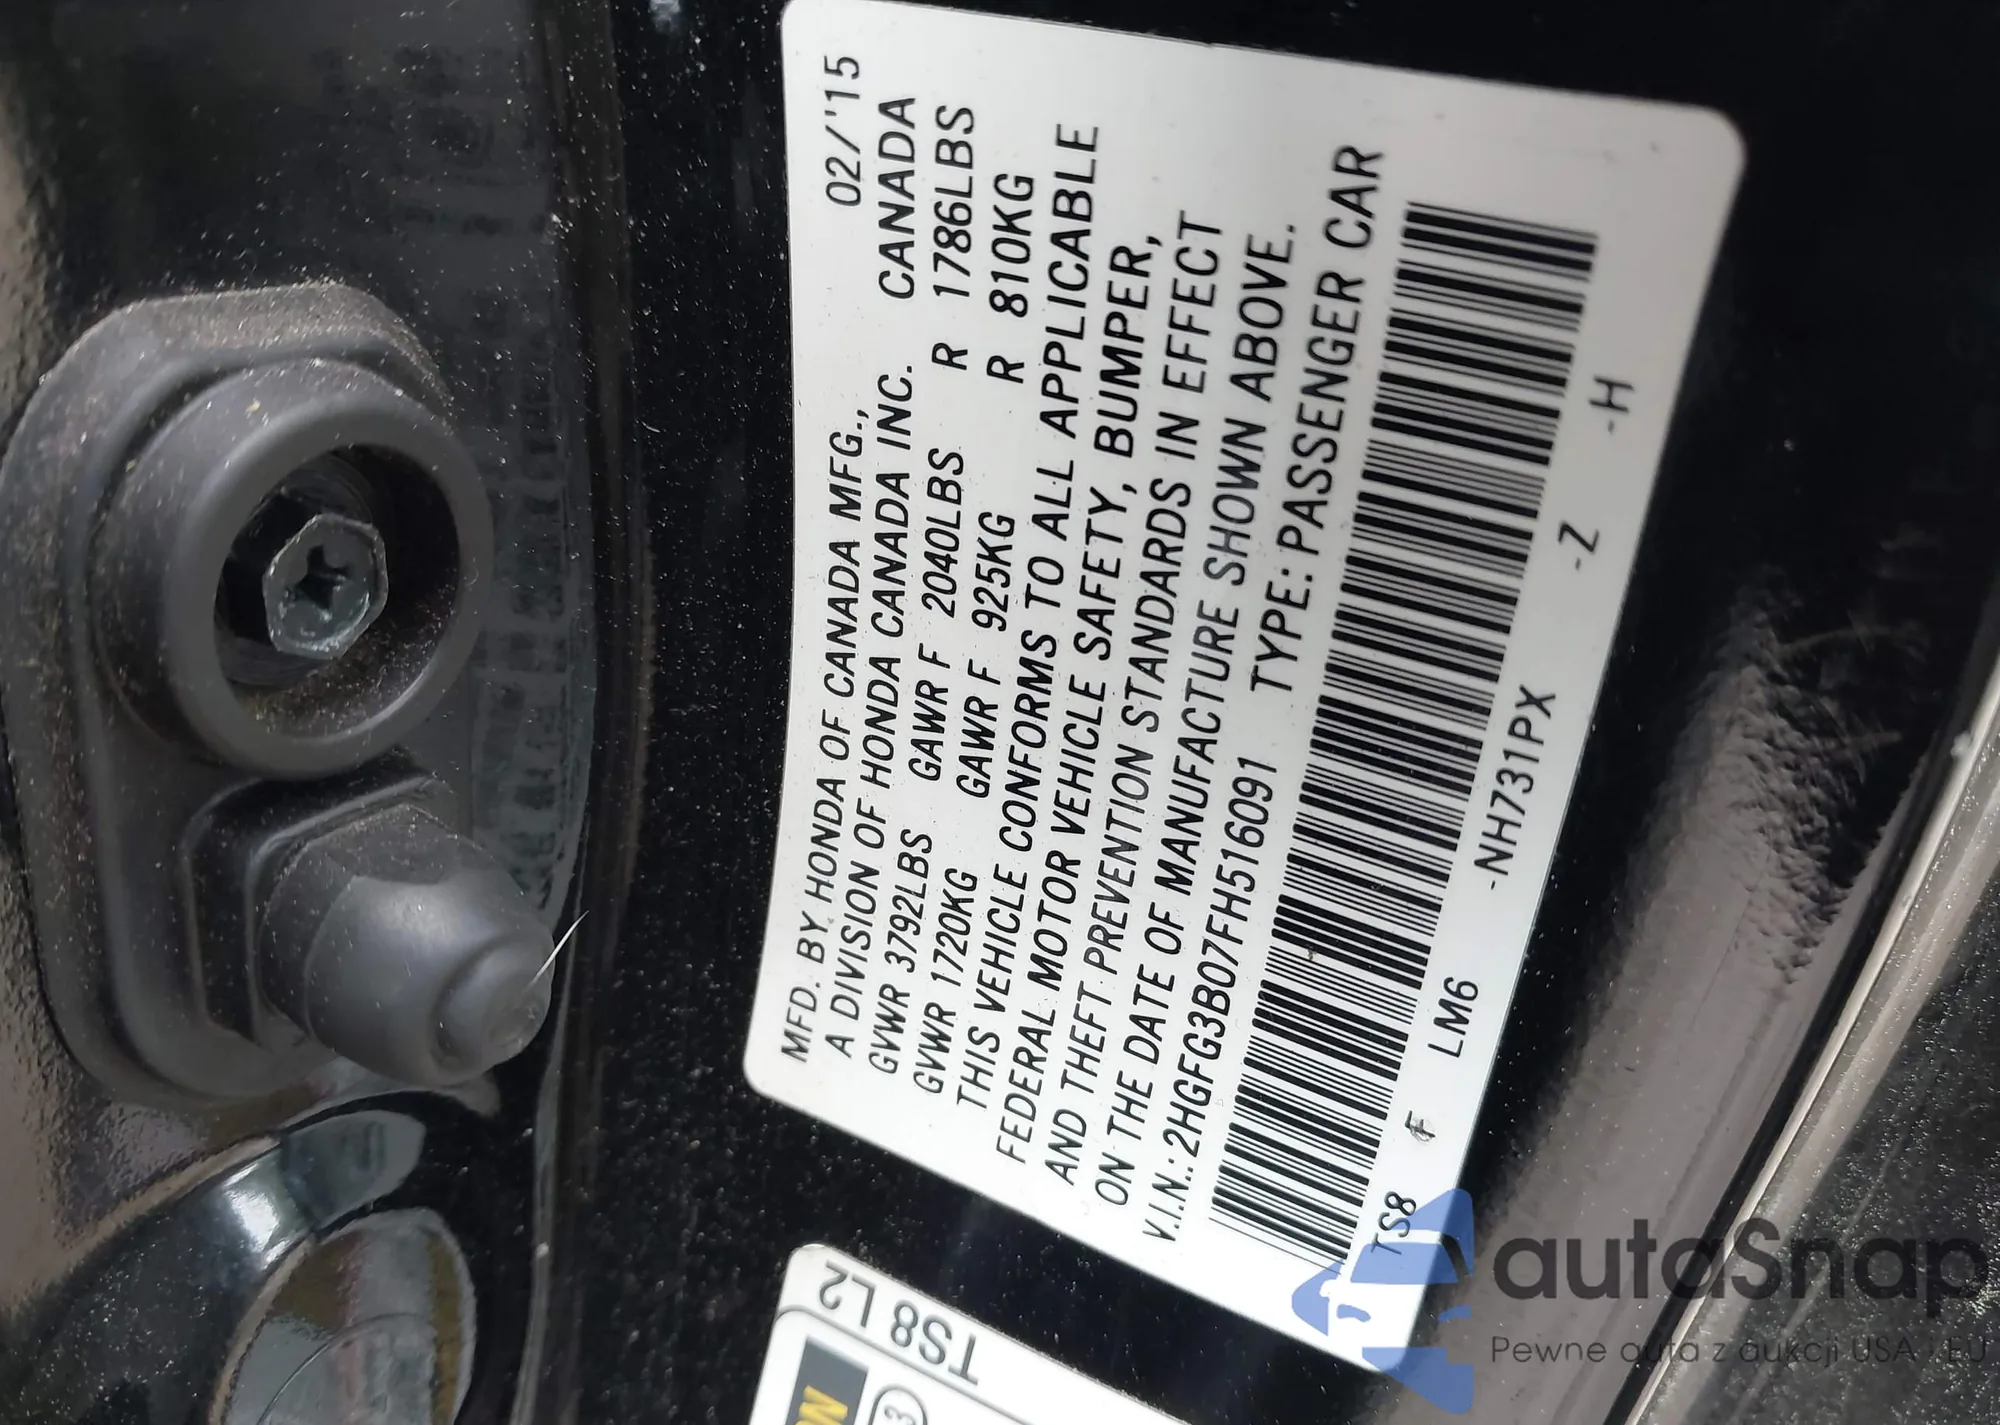 MFD. BY HONDA OF CANADA MFG., 02/'15
A DIVISION OF HONDA CANADA INC. CANADA
GVWR 3792LBS GAWR F 2040LBS R 1786LBS
GVWR 1720KG GAWR F 925KG R 810KG
THIS VEHICLE CONFORMS TO ALL APPLICABLE
FEDERAL MOTOR VEHICLE SAFETY, BUMPER,
AND THEFT PREVENTION STANDARDS IN EFFECT
ON THE DATE OF MANUFACTURE SHOWN ABOVE.
V.I.N.: 2HGFG3B07FH516091 TYPE: PASSENGER CAR
TS8 F LM6 -NH731PX -Z -H
TS8 L2
3
autaSnap
Pewne auta z aukcji USA i EU